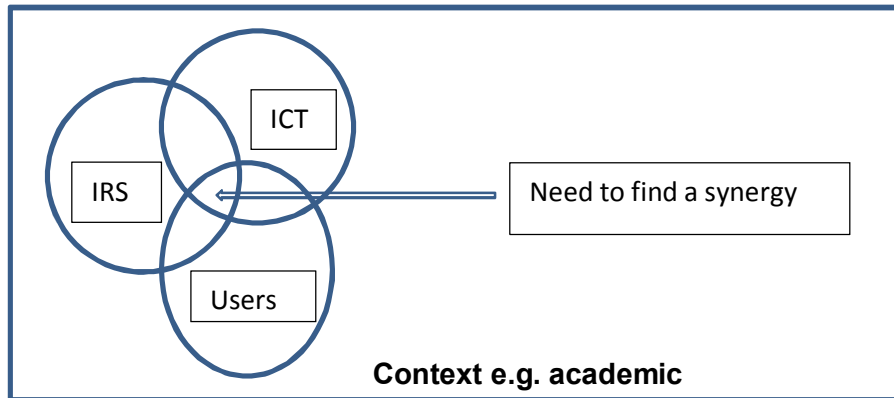 ICT
IRS
Need to find a synergy
Users
Context e.g. academic